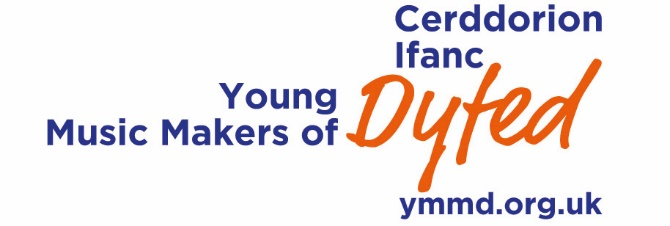 Cerddorion
Ifanc
Young
Music Makers of Dyfed
ymmd.org.uk